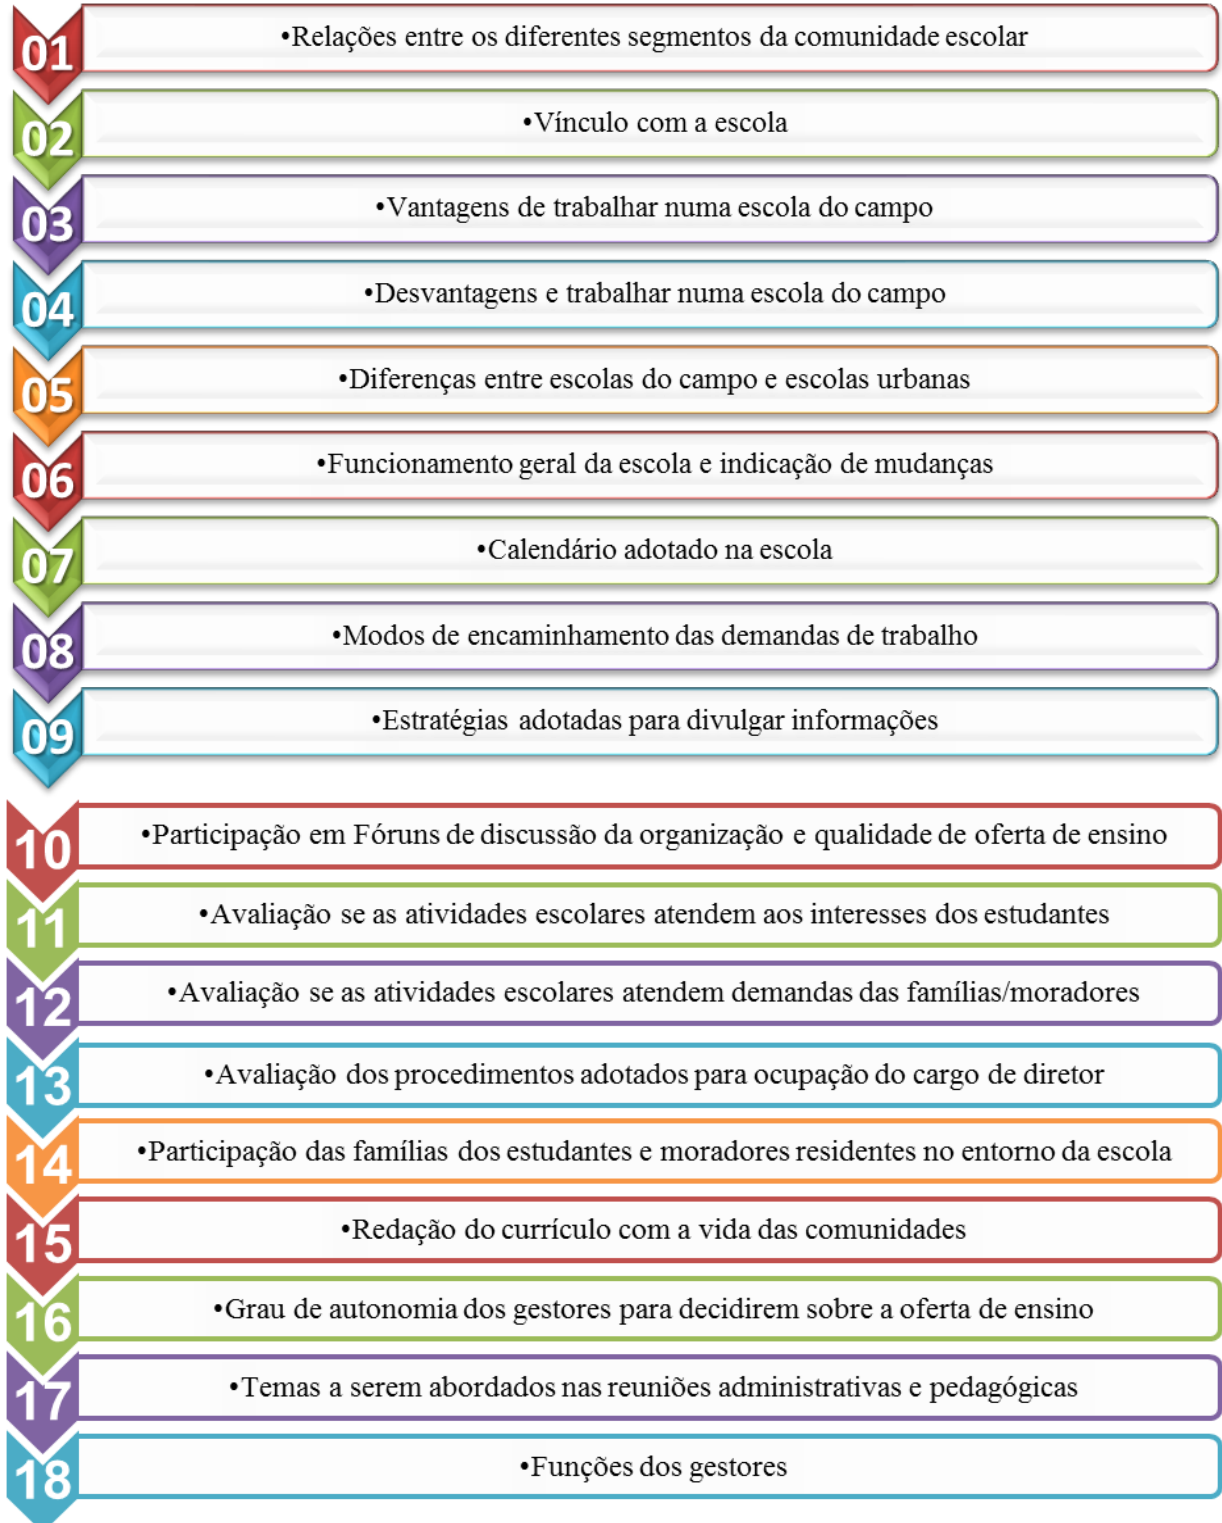 01
•Relações entre os diferentes segmentos da comunidade escolar
02
•Vínculo com a escola
03
•Vantagens de trabalhar numa escola do campo
04
•Desvantagens e trabalhar numa escola do campo
05
•Diferenças entre escolas do campo e escolas urbanas
06
•Funcionamento geral da escola e indicação de mudanças
07
•Calendário adotado na escola
08
•Modos de encaminhamento das demandas de trabalho
09
•Estratégias adotadas para divulgar informações
10
•Participação em Fóruns de discussão da organização e qualidade de oferta de ensino
11
•Avaliação se as atividades escolares atendem aos interesses dos estudantes
12
•Avaliação se as atividades escolares atendem demandas das famílias/moradores
13
•Avaliação dos procedimentos adotados para ocupação do cargo de diretor
14
•Participação das famílias dos estudantes e moradores residentes no entorno da escola
15
•Redação do currículo com a vida das comunidades
16
•Grau de autonomia dos gestores para decidirem sobre a oferta de ensino
17
•Temas a serem abordados nas reuniões administrativas e pedagógicas
18
•Funções dos gestores